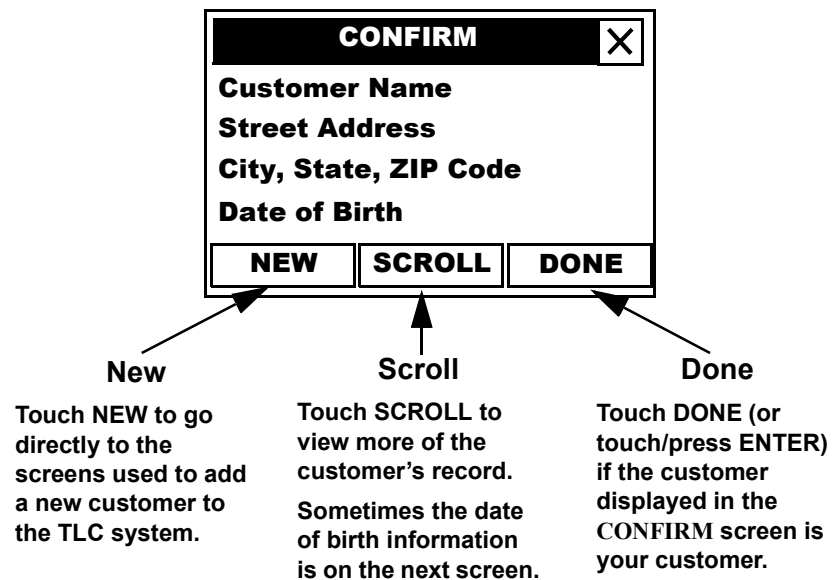 CONFIRM X
Customer Name
Street Address
City, State, ZIP Code
Date of Birth
NEW SCROLL DONE
New
Touch NEW to go
directly to the
screens used to add
a new customer to
the TLC system.
Scroll
Touch SCROLL to
view more of the
customer's record.
Sometimes the date
of birth information
is on the next screen.
Done
Touch DONE (or
touch/press ENTER)
if the customer
displayed in the
CONFIRM screen is
your customer.